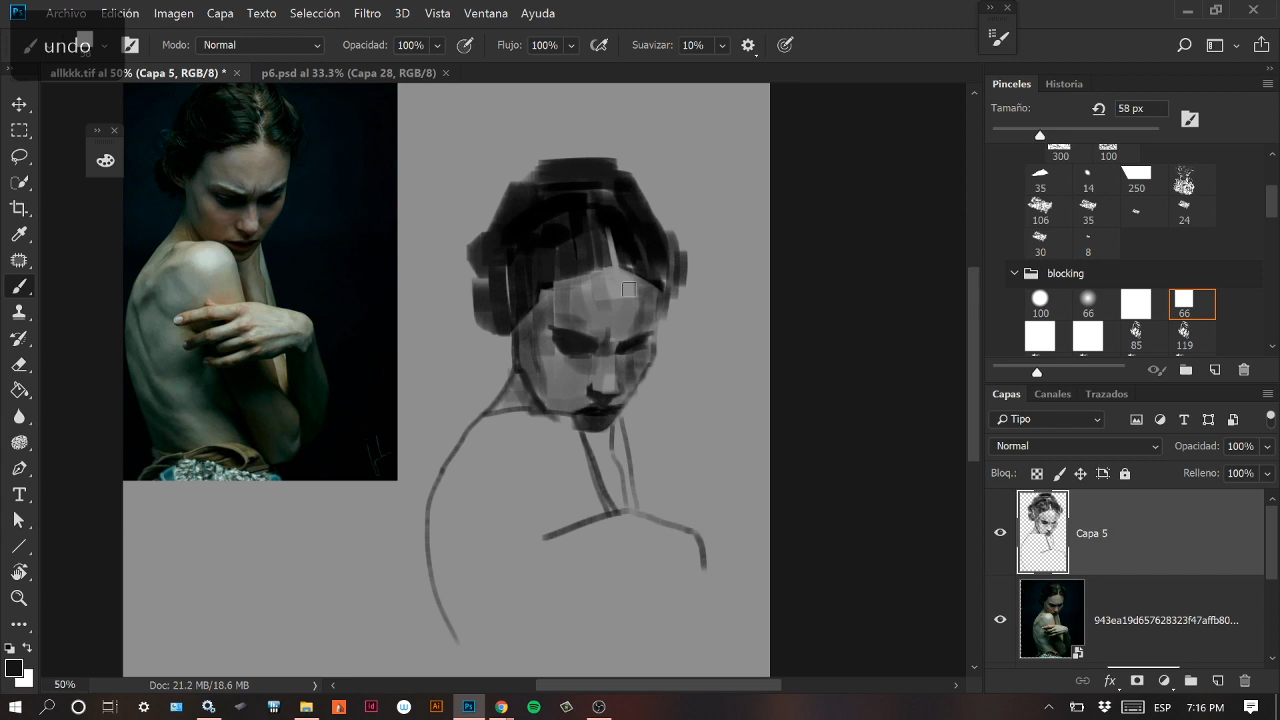 Archivo Edición Imagen Capa Texto Selección Filtro 3D Vista Ventana Ayuda
undo
Modo: Normal Opacidad: 100% Flujo: 100% Suavizar: 10%
allkkk.tif al 50% (Capa 5, RGB/8) * × p6.psd al 33.3% (Capa 28, RGB/8) ×
Pinceles Historia
Tamaño: 58 px
300 100
35 14 250
106 35 24
30 8
blocking
100 66 66
85 119
Capas Canales Trazados
Tipo
Normal Opacidad: 100%
Bloq.: Relleno: 100%
Capa 5
943ea19d657628323f47affb80...
50% Doc: 21.2 MB/18.6 MB
ESP 7:16 PM